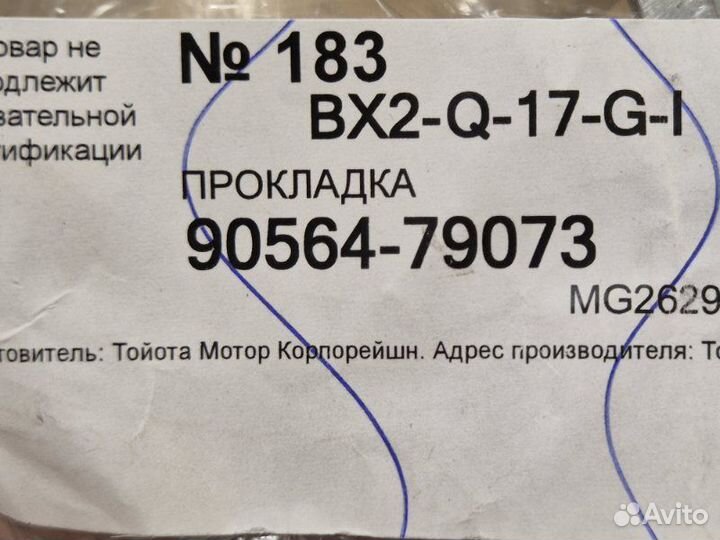 № 183
овар не
одлежит
зательной
тификации
BX2-Q-17-G-I
ПРОКЛАДКА
90564-79073
MG2629
товитель: Тойота Мотор Корпорейшн. Адрес производителя: То
Avito